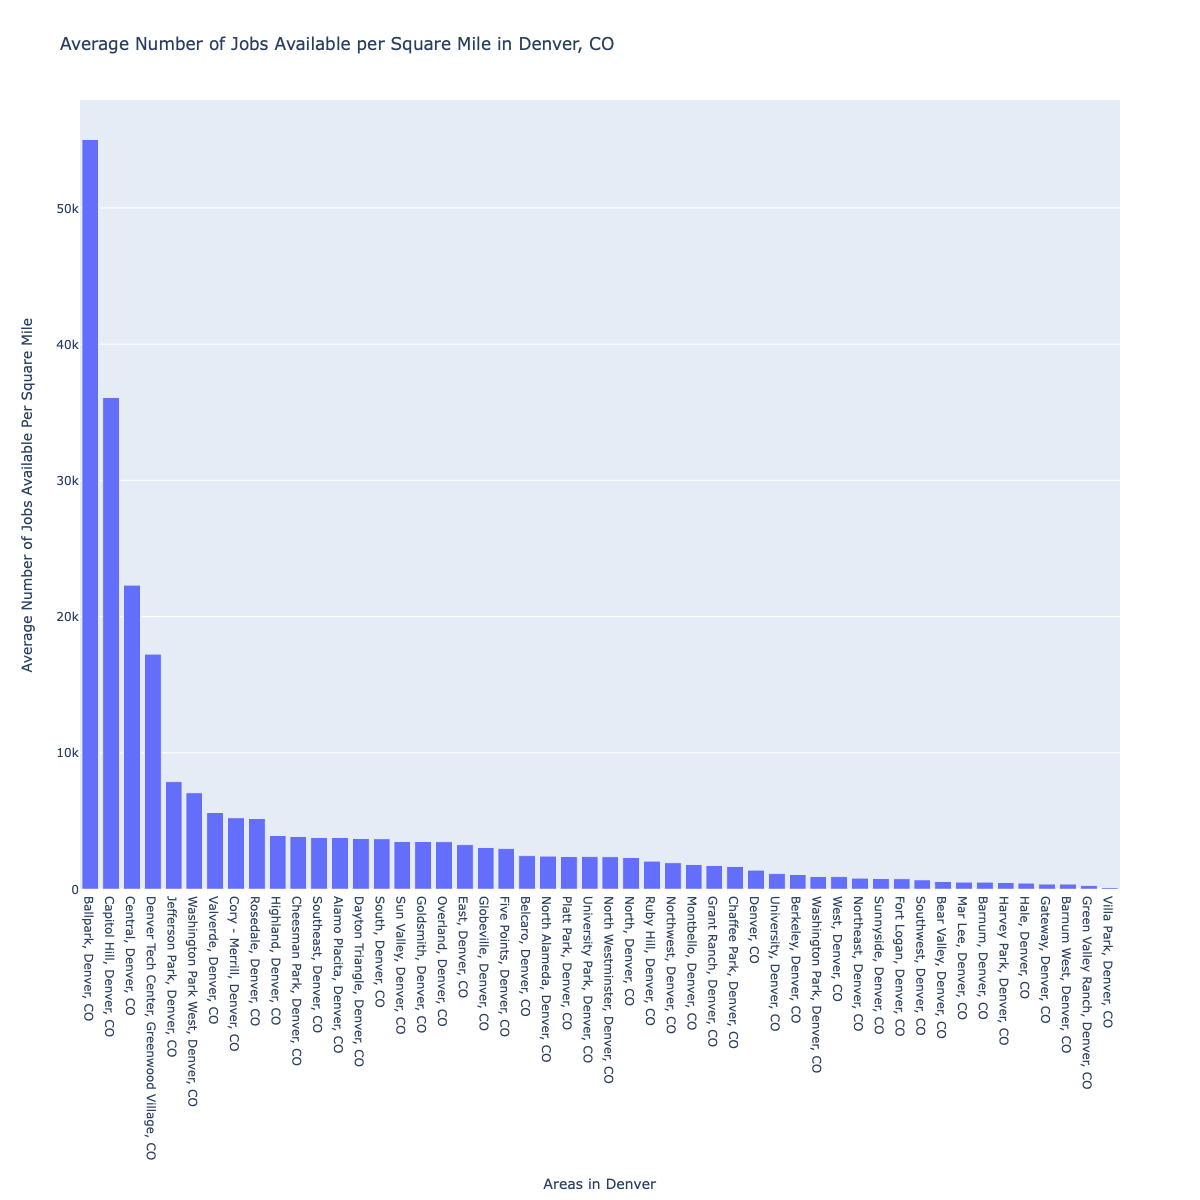 Average Number of Jobs Available per Square Mile in Denver, CO
Average Number of Jobs Available Per Square Mile
50k
40k
30k
20k
10k
0
Ballpark, Denver, CO
Capitol Hill, Denver, CO
Central, Denver, CO
Denver Tech Center, Greenwood Village, CO
Jefferson Park, Denver, CO
Washington Park West, Denver, CO
Valverde, Denver, CO
Cory - Merrill, Denver, CO
Rosedale, Denver, CO
Highland, Denver, CO
Cheesman Park, Denver, CO
Southeast, Denver, CO
Alamo Placita, Denver, CO
Dayton Triangle, Denver, CO
South, Denver, CO
Sun Valley, Denver, CO
Goldsmith, Denver, CO
Overland, Denver, CO
East, Denver, CO
Globeville, Denver, CO
Five Points, Denver, CO
Belcaro, Denver, CO
North Alameda, Denver, CO
Platt Park, Denver, CO
University Park, Denver, CO
North Westminster, Denver, CO
North, Denver, CO
Ruby Hill, Denver, CO
Northwest, Denver, CO
Montbello, Denver, CO
Grant Ranch, Denver, CO
Chaffee Park, Denver, CO
Denver, CO
University, Denver, CO
Berkeley, Denver, CO
Washington Park, Denver, CO
West, Denver, CO
Northeast, Denver, CO
Sunnyside, Denver, CO
Fort Logan, Denver, CO
Southwest, Denver, CO
Bear Valley, Denver, CO
Mar Lee, Denver, CO
Barnum, Denver, CO
Harvey Park, Denver, CO
Hale, Denver, CO
Gateway, Denver, CO
Barnum West, Denver, CO
Green Valley Ranch, Denver, CO
Villa Park, Denver, CO
Areas in Denver